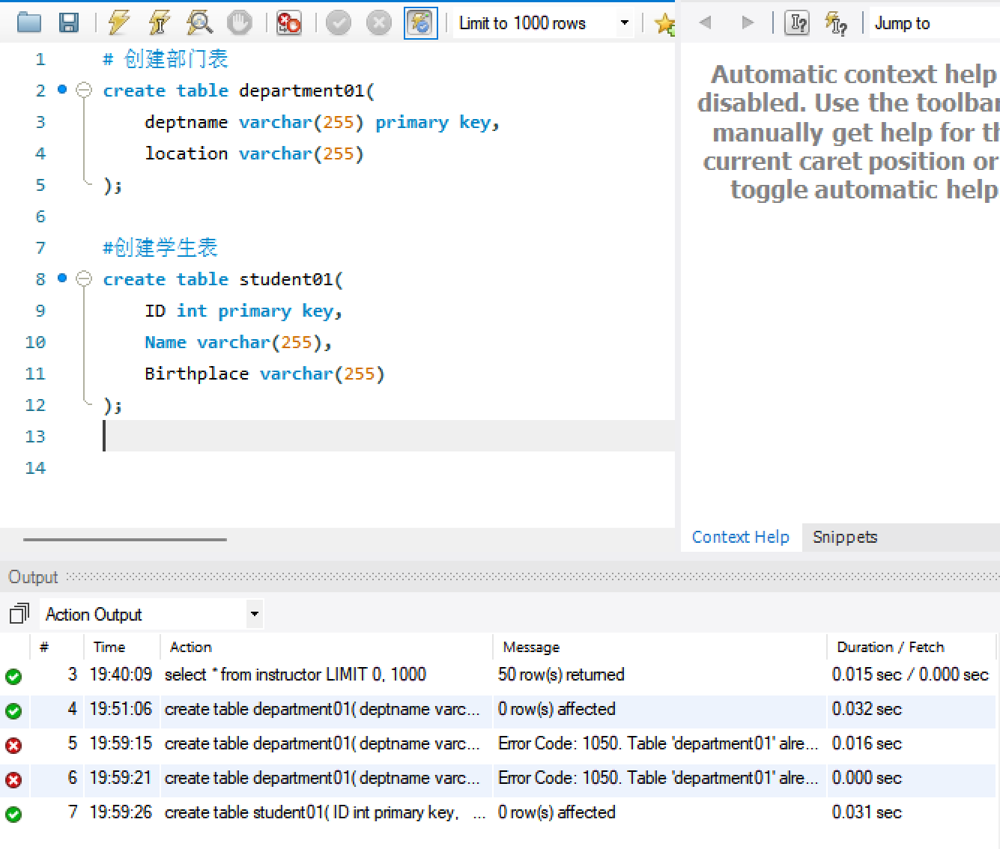 Limit to 1000 rows
Jump to
1 # 创建部门表
2 create table department01(
3 deptname varchar(255) primary key,
4 location varchar(255)
5 );
6
7 #创建学生表
8 create table student01(
9 ID int primary key,
10 Name varchar(255),
11 Birthplace varchar(255)
12 );
13
14
Automatic context help
disabled. Use the toolbar
manually get help for th
current caret position or
toggle automatic help
Context Help Snippets
Output
Action Output
# Time Action Message Duration / Fetch
3 19:40:09 select * from instructor LIMIT 0, 1000 50 row(s) returned 0.015 sec / 0.000 sec
4 19:51:06 create table department01( deptname varc... 0 row(s) affected 0.032 sec
5 19:59:15 create table department01( deptname varc... Error Code: 1050. Table 'department01' alre... 0.016 sec
6 19:59:21 create table department01( deptname varc... Error Code: 1050. Table 'department01' alre... 0.000 sec
7 19:59:26 create table student01( ID int primary key, ... 0 row(s) affected 0.031 sec